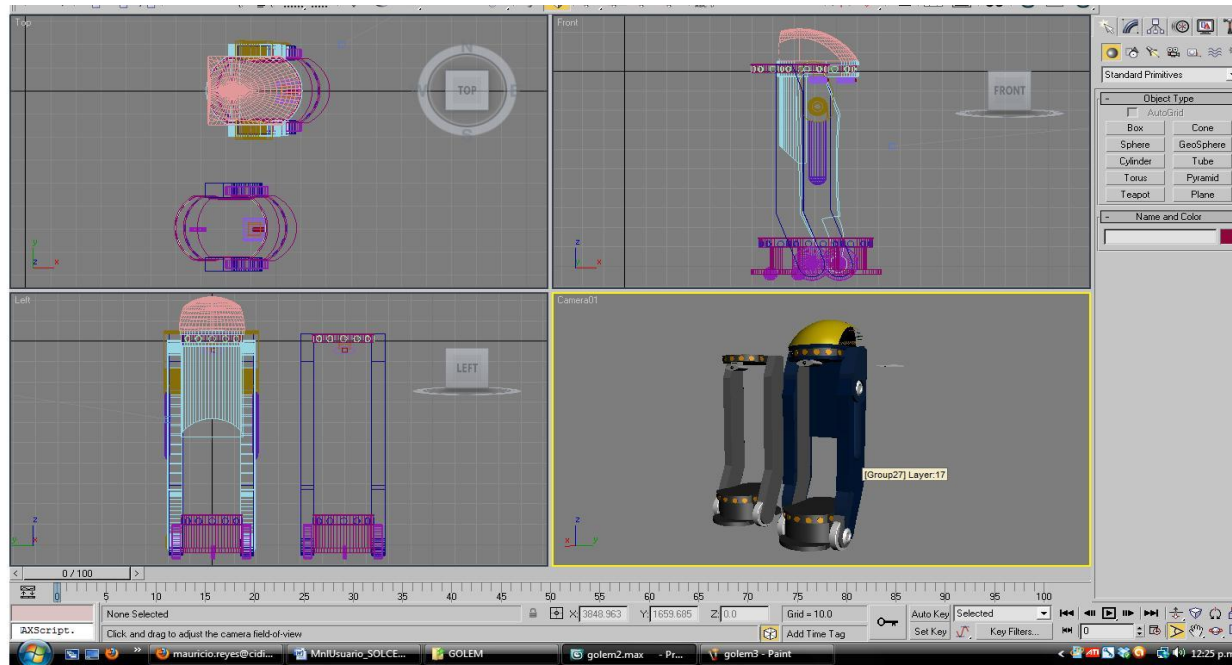 Top
N
W
TOP
E
S
y
z x
Front
FRONT
z
y x
Standard Primitives
- Object Type
AutoGrid
Box Cone
Sphere GeoSphere
Cylinder Tube
Torus Pyramid
Teapot Plane
- Name and Color
Left
LEFT
z
y x
Camera01
[Group27] Layer:17
z
x y
< 0 / 100 >
0 5 10 15 20 25 30 35 40 45 50 55 60 65 70 75 80 85 90 95 100
None Selected X: 3848.963 Y: 1659.685 Z: 0.0 Grid = 10.0 Auto Key Selected
AXScript. Click and drag to adjust the camera field-of-view Add Time Tag Set Key Key Filters... 0
mauricio.reyes@cidi... MnlUsuario_SOLCE... GOLEM golem2.max - Pr... golem3 - Paint 12:25 p.m